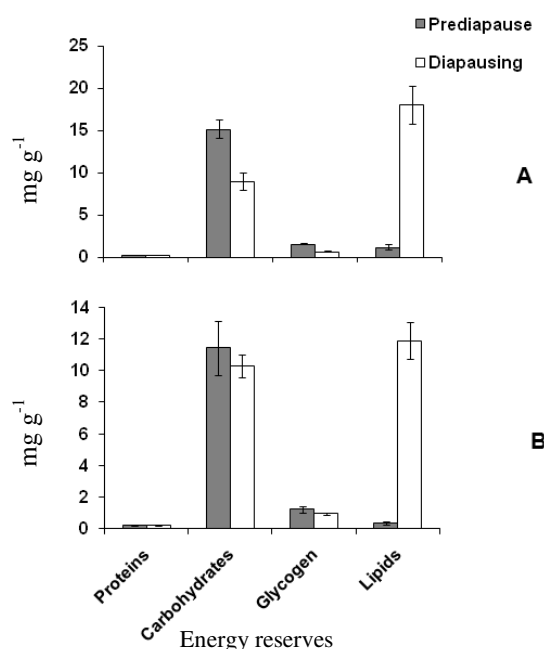 Prediapause
Diapausing
25
20
15
10
5
0
mg g⁻¹
A
14
12
10
8
6
4
2
0
mg g⁻¹
B
Proteins
Carbohydrates
Glycogen
Lipids
Energy reserves